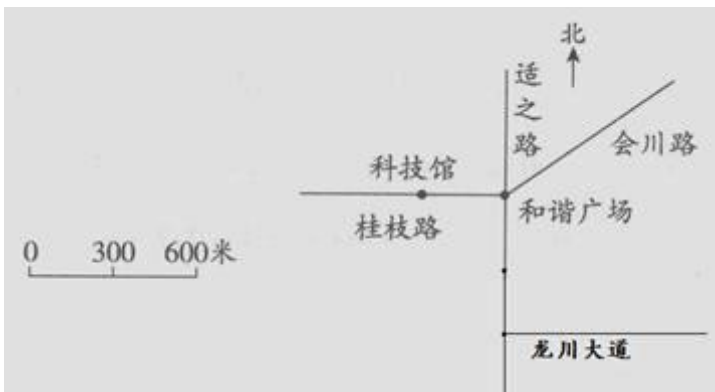 北
适之路
会川路
科技馆
和谐广场
桂枝路
0 300 600米
龙川大道